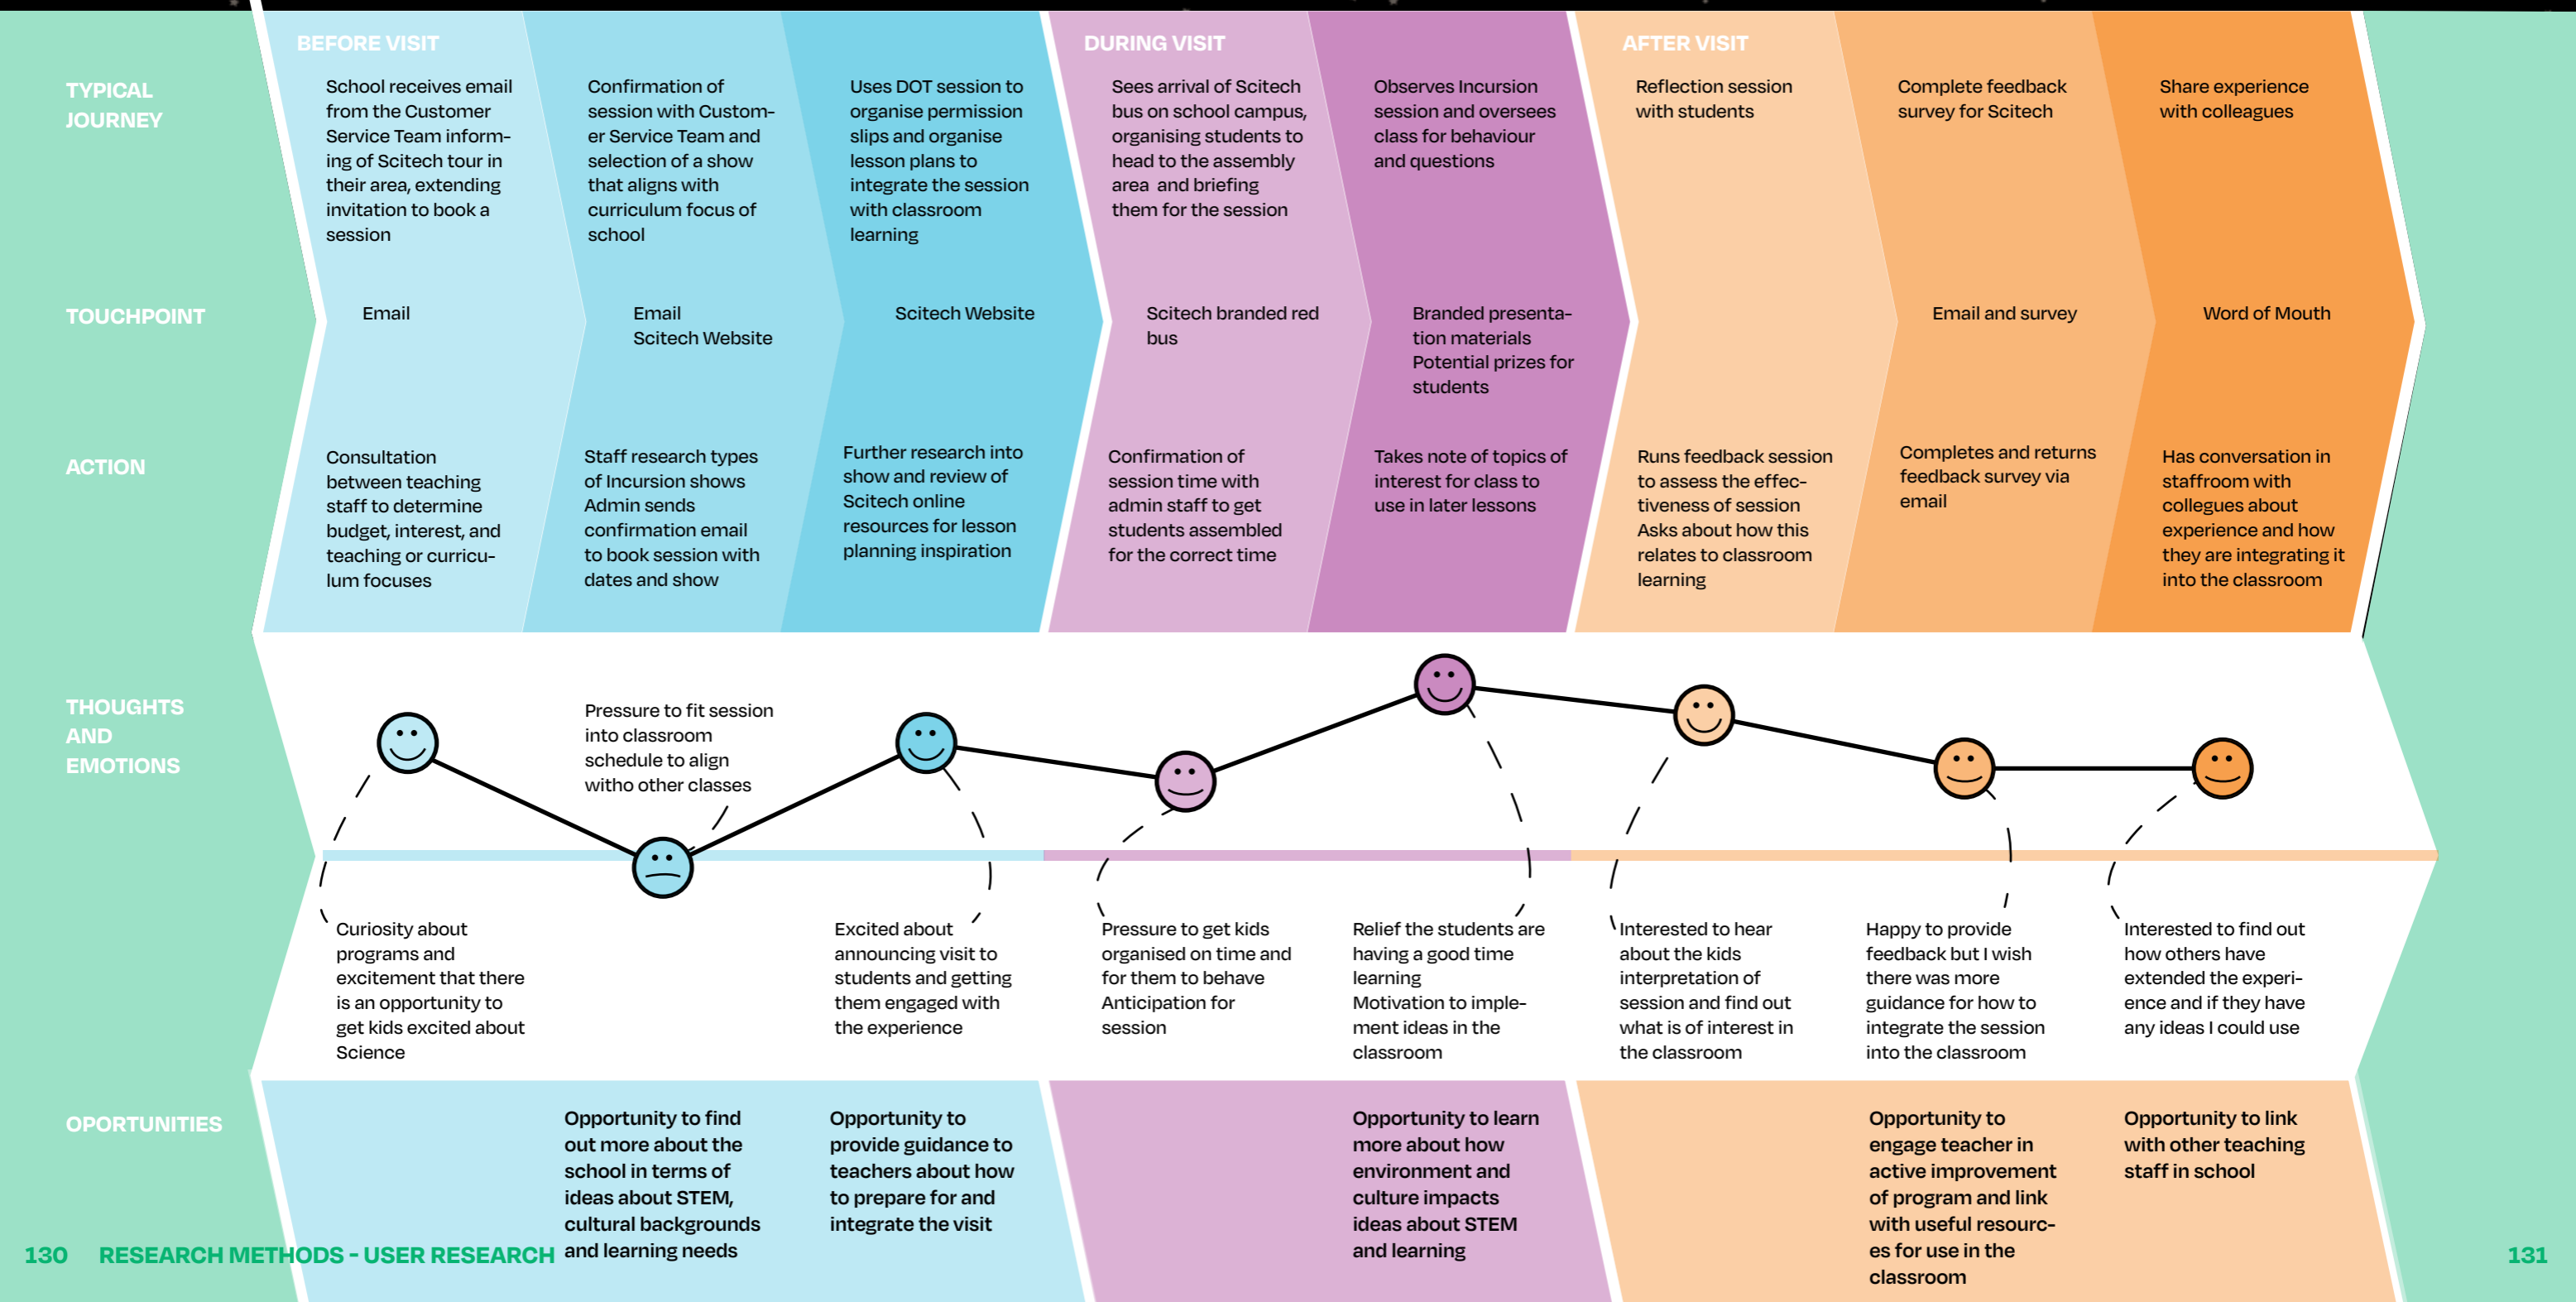 BEFORE VISIT
DURING VISIT
AFTER VISIT
TYPICAL
JOURNEY
School receives email
from the Customer
Service Team inform-
ing of Scitech tour in
their area, extending
invitation to book a
session
Confirmation of
session with Custom-
er Service Team and
selection of a show
that aligns with
curriculum focus of
school
Uses DOT session to
organise permission
slips and organise
lesson plans to
integrate the session
with classroom
learning
Sees arrival of Scitech
bus on school campus,
organising students to
head to the assembly
area and briefing
them for the session
Observes Incursion
session and oversees
class for behaviour
and questions
Reflection session
with students
Complete feedback
survey for Scitech
Share experience
with colleagues
TOUCHPOINT
Email
Email
Scitech Website
Scitech Website
Scitech branded red
bus
Branded presenta-
tion materials
Potential prizes for
students
Email and survey
Word of Mouth
ACTION
Consultation
between teaching
staff to determine
budget, interest, and
teaching or curricu-
lum focuses
Staff research types
of Incursion shows
Admin sends
confirmation email
to book session with
dates and show
Further research into
show and review of
Scitech online
resources for lesson
planning inspiration
Confirmation of
session time with
admin staff to get
students assembled
for the correct time
Takes note of topics of
interest for class to
use in later lessons
Runs feedback session
to assess the effec-
tiveness of session
Asks about how this
relates to classroom
learning
Completes and returns
feedback survey via
email
Has conversation in
staffroom with
collegues about
experience and how
they are integrating it
into the classroom
THOUGHTS
AND
EMOTIONS
Curiosity about
programs and
excitement that there
is an opportunity to
get kids excited about
Science
Pressure to fit session
into classroom
schedule to align
witho other classes
Excited about
announcing visit to
students and getting
them engaged with
the experience
Pressure to get kids
organised on time and
for them to behave
Anticipation for
session
Relief the students are
having a good time
learning
Motivation to imple-
ment ideas in the
classroom
Interested to hear
about the kids
interpretation of
session and find out
what is of interest in
the classroom
Happy to provide
feedback but I wish
there was more
guidance for how to
integrate the session
into the classroom
Interested to find out
how others have
extended the experi-
ence and if they have
any ideas I could use
OPORTUNITIES
Opportunity to find
out more about the
school in terms of
ideas about STEM,
cultural backgrounds
and learning needs
Opportunity to
provide guidance to
teachers about how
to prepare for and
integrate the visit
Opportunity to learn
more about how
environment and
culture impacts
ideas about STEM
and learning
Opportunity to
engage teacher in
active improvement
of program and link
with useful resourc-
es for use in the
classroom
Opportunity to link
with other teaching
staff in school
130 RESEARCH METHODS - USER RESEARCH
131